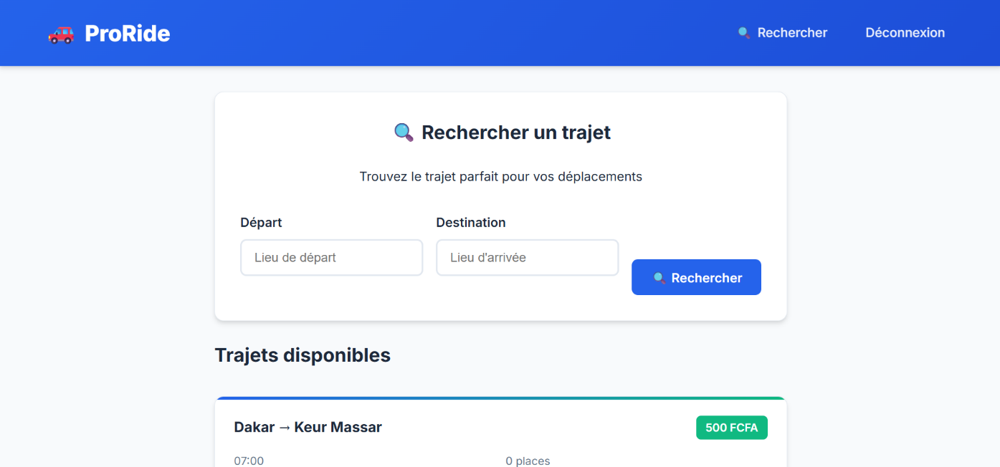 ProRide
Rechercher
Déconnexion
Rechercher un trajet
Trouvez le trajet parfait pour vos déplacements
Départ
Destination
Lieu de départ
Lieu d'arrivée
Rechercher
Trajets disponibles
Dakar → Keur Massar
500 FCFA
07:00
0 places